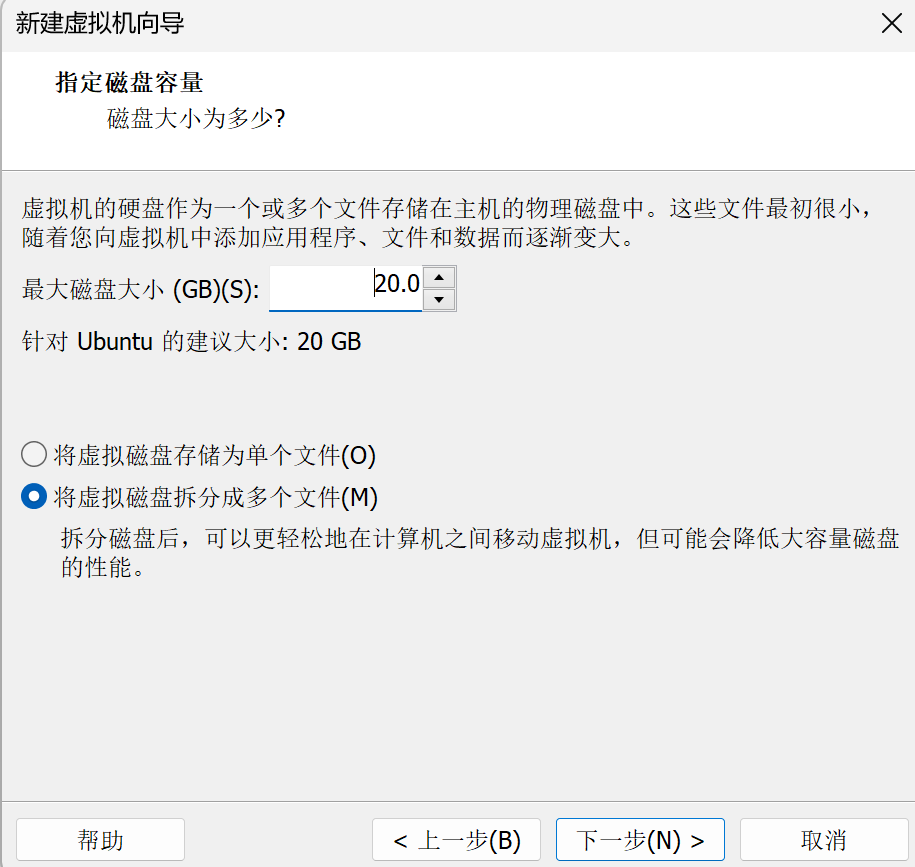 新建虚拟机向导
指定磁盘容量
磁盘大小为多少?
虚拟机的硬盘作为一个或多个文件存储在主机的物理磁盘中。这些文件最初很小，
随着您向虚拟机中添加应用程序、文件和数据而逐渐变大。
最大磁盘大小 (GB)(S): 20.0
针对 Ubuntu 的建议大小: 20 GB
将虚拟磁盘存储为单个文件(O)
将虚拟磁盘拆分成多个文件(M)
拆分磁盘后，可以更轻松地在计算机之间移动虚拟机，但可能会降低大容量磁盘
的性能。
帮助 < 上一步(B) 下一步(N) > 取消